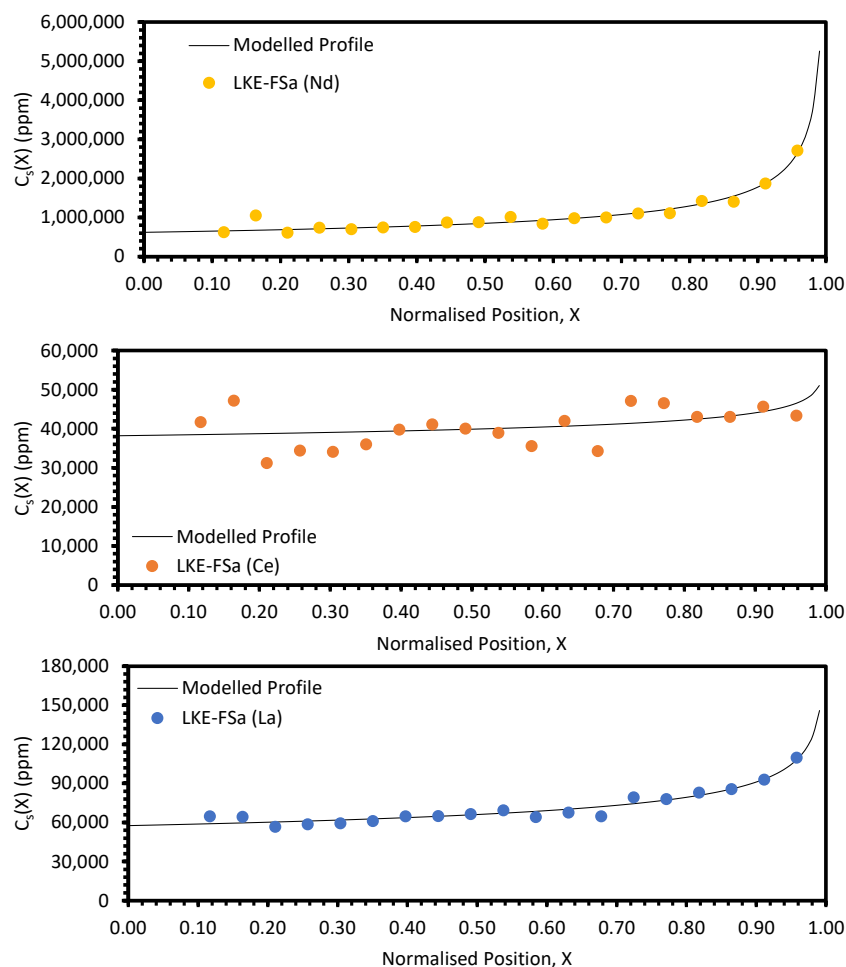 6,000,000
5,000,000
4,000,000
3,000,000
2,000,000
1,000,000
0
Cₛ(X) (ppm)
Modelled Profile
LKE-FSa (Nd)
0.00 0.10 0.20 0.30 0.40 0.50 0.60 0.70 0.80 0.90 1.00
Normalised Position, X
60,000
50,000
40,000
30,000
20,000
10,000
0
Cₛ(X) (ppm)
Modelled Profile
LKE-FSa (Ce)
0.00 0.10 0.20 0.30 0.40 0.50 0.60 0.70 0.80 0.90 1.00
Normalised Position, X
180,000
150,000
120,000
90,000
60,000
30,000
0
Cₛ(X) (ppm)
Modelled Profile
LKE-FSa (La)
0.00 0.10 0.20 0.30 0.40 0.50 0.60 0.70 0.80 0.90 1.00
Normalised Position, X